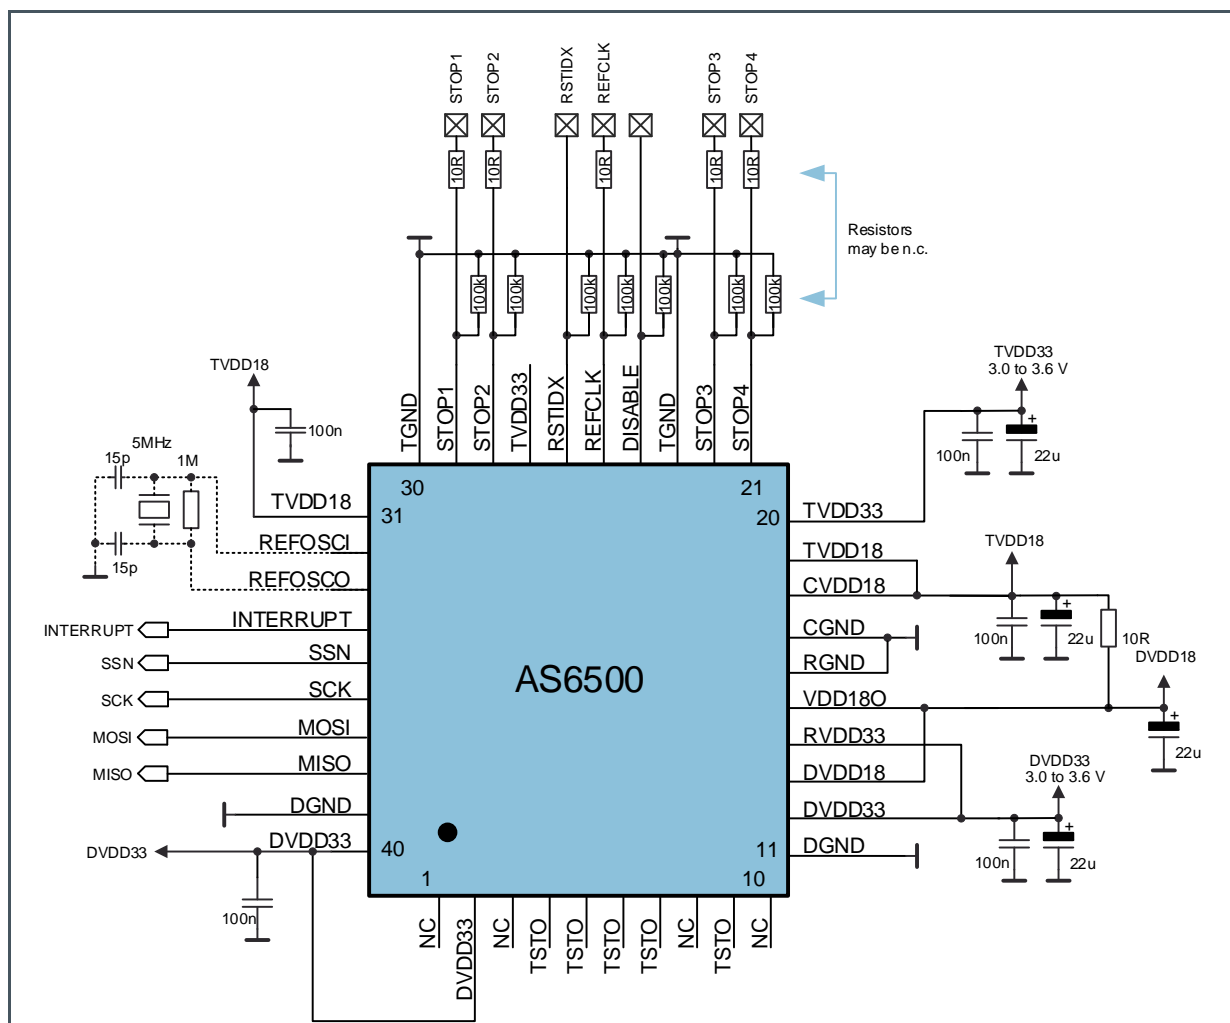 STOP1
STOP2
RSTIDX
REFCLK
STOP3
STOP4
10R
10R
10R
10R
10R
Resistors
may be n.c.
100k
100k
100k
100k
100k
100k
100k
TVDD18
100n
TGND
STOP1
STOP2
TVDD33
RSTIDX
REFCLK
DISABLE
TGND
STOP3
STOP4
TVDD33
3.0 to 3.6 V
+
100n
22u
5MHz
15p
1M
15p
30
21
31
20
TVDD18
REFOSCI
REFOSCO
INTERRUPT
SSN
SCK
MOSI
MISO
DGND
DVDD33
INTERRUPT
SSN
SCK
MOSI
MISO
DVDD33
100n
AS6500
TVDD33
TVDD18
CVDD18
CGND
RGND
VDD18O
RVDD33
DVDD18
DVDD33
DGND
TVDD18
+
100n
22u
10R
DVDD18
+
22u
DVDD33
3.0 to 3.6 V
+
100n
22u
40
11
1
10
NC
DVDD33
NC
TSTO
TSTO
TSTO
TSTO
NC
TSTO
NC